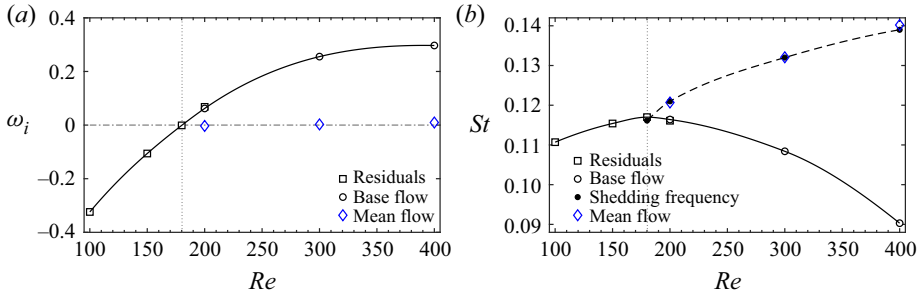 (a)
0.4
0.2
ω_i
0
−0.2
−0.4
Residuals
Base flow
Mean flow
100 150 200 250 300 350 400
Re
(b)
0.14
0.13
0.12
St
0.11
0.10
0.09
Residuals
Base flow
Shedding frequency
Mean flow
100 150 200 250 300 350 400
Re